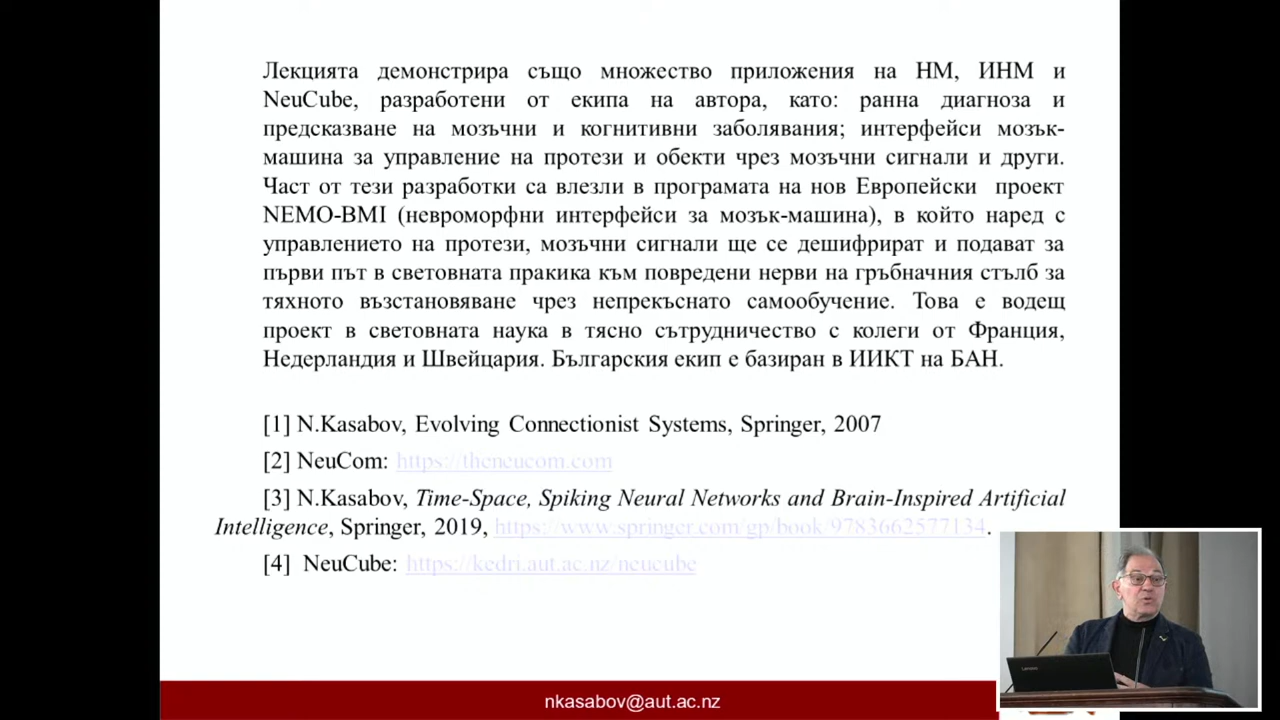 Лекцията демонстрира също множество приложения на НМ, ИНМ и
NeuCube, разработени от екипа на автора, като: ранна диагноза и
предсказване на мозъчни и когнитивни заболявания; интерфейси мозък-
машина за управление на протези и обекти чрез мозъчни сигнали и други.
Част от тези разработки са влезли в програмата на нов Европейски проект
NEMO-BMI (невроморфни интерфейси за мозък-машина), в който наред с
управлението на протези, мозъчни сигнали ще се дешифрират и подават за
първи път в световната пракика към повредени нерви на гръбначния стълб за
тяхното възстановяване чрез непрекъснато самообучение. Това е водещ
проект в световната наука в тясно сътрудничество с колеги от Франция,
Недерландия и Швейцария. Българския екип е базиран в ИИКТ на БАН.
[1] N.Kasabov, Evolving Connectionist Systems, Springer, 2007
[2] NeuCom: https://theneucom.com
[3] N.Kasabov, Time-Space, Spiking Neural Networks and Brain-Inspired Artificial
Intelligence, Springer, 2019, https://www.springer.com/gp/book/9783662577134.
[4] NeuCube: https://kedri.aut.ac.nz/neucube
nkasabov@aut.ac.nz